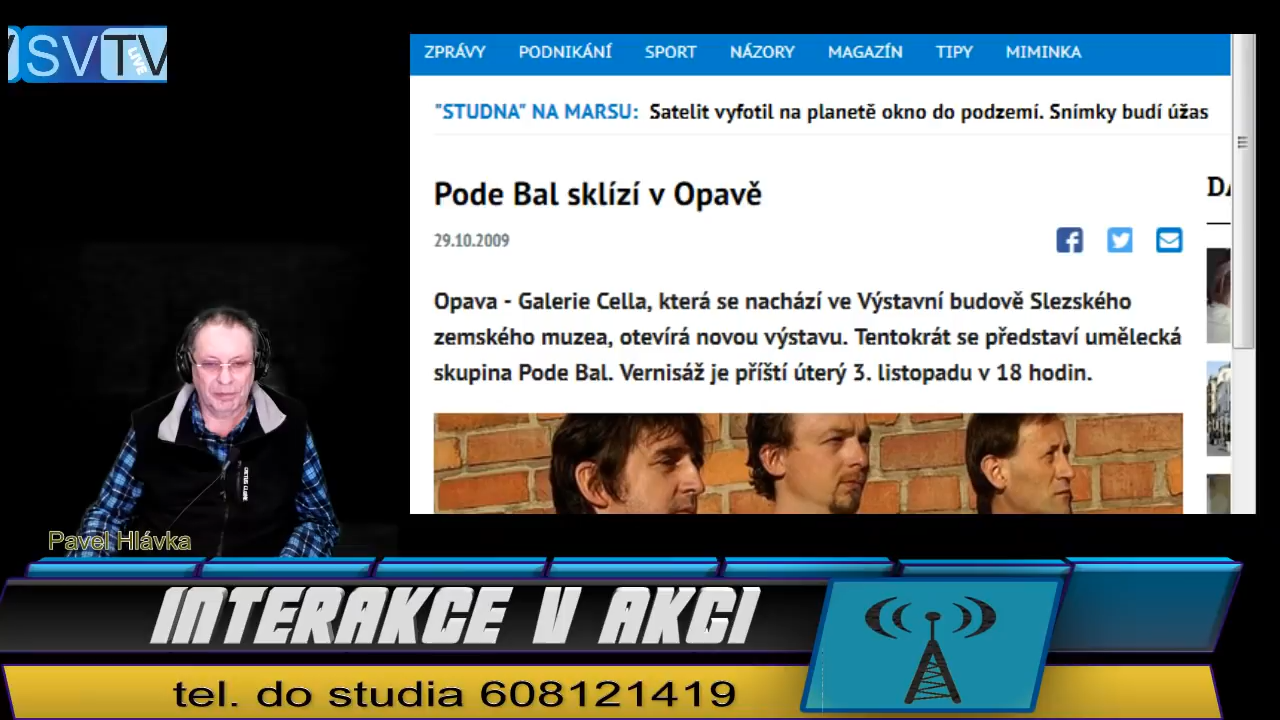 SVTV
LIVE
ZPRÁVY PODNIKÁNÍ SPORT NÁZORY MAGAZÍN TIPY MIMINKA
"STUDNA" NA MARSU: Satelit vyfotil na planetě okno do podzemí. Snímky budí úžas
Pode Bal sklízí v Opavě
29.10.2009
Opava - Galerie Cella, která se nachází ve Výstavní budově Slezského
zemského muzea, otevírá novou výstavu. Tentokrát se představí umělecká
skupina Pode Bal. Vernisáž je příští úterý 3. listopadu v 18 hodin.
Pavel Hlávka
INTERAKCE V AKCI
tel. do studia 608121419